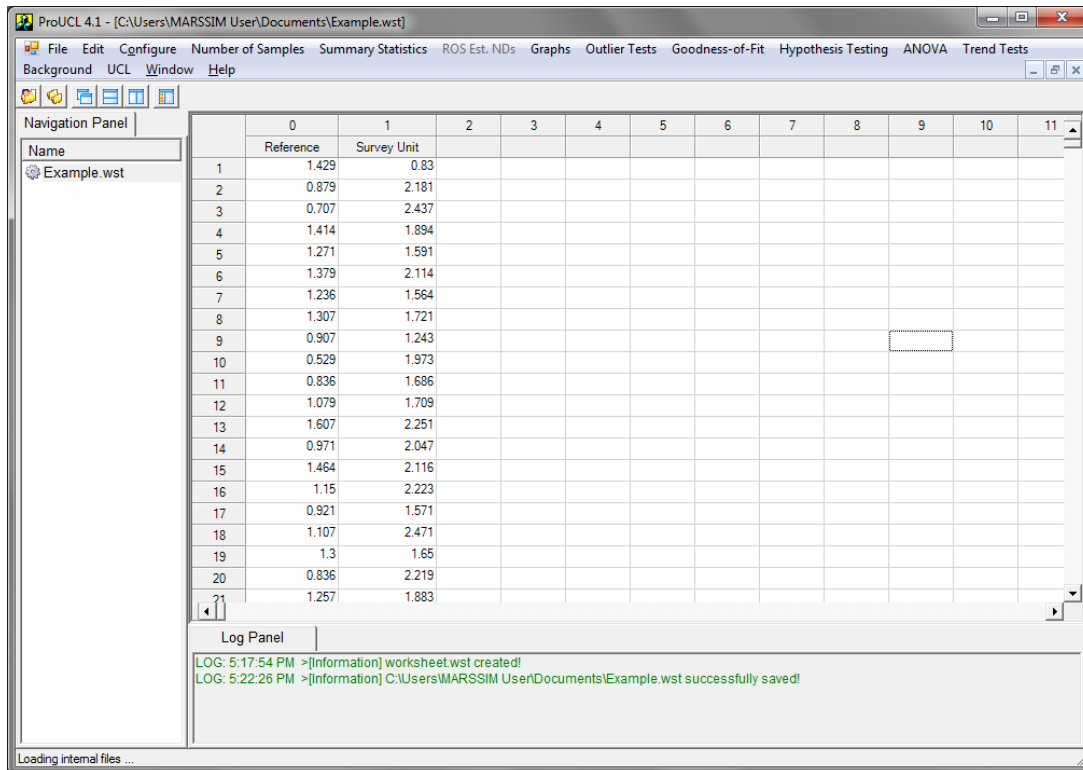 ProUCL 4.1 - [C:\Users\MARSSIM User\Documents\Example.wst]
File Edit Configure Number of Samples Summary Statistics ROS Est. NDs Graphs Outlier Tests Goodness-of-Fit Hypothesis Testing ANOVA Trend Tests
Background UCL Window Help
Navigation Panel
Name
Example.wst
0 1 2 3 4 5 6 7 8 9 10 11
Reference Survey Unit
1 1.429 0.83
2 0.879 2.181
3 0.707 2.437
4 1.414 1.894
5 1.271 1.591
6 1.379 2.114
7 1.236 1.564
8 1.307 1.721
9 0.907 1.243
10 0.529 1.973
11 0.836 1.686
12 1.079 1.709
13 1.607 2.251
14 0.971 2.047
15 1.464 2.116
16 1.15 2.223
17 0.921 1.571
18 1.107 2.471
19 1.3 1.65
20 0.836 2.219
21 1.257 1.883
Log Panel
LOG: 5:17:54 PM >[Information] worksheet.wst created!
LOG: 5:22:26 PM >[Information] C:\Users\MARSSIM User\Documents\Example.wst successfully saved!
Loading internal files ...